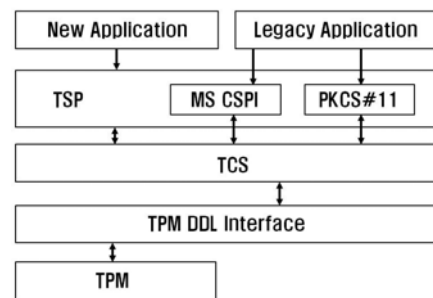 New Application
Legacy Application
TSP
MS CSPI
PKCS#11
TCS
TPM DDL Interface
TPM